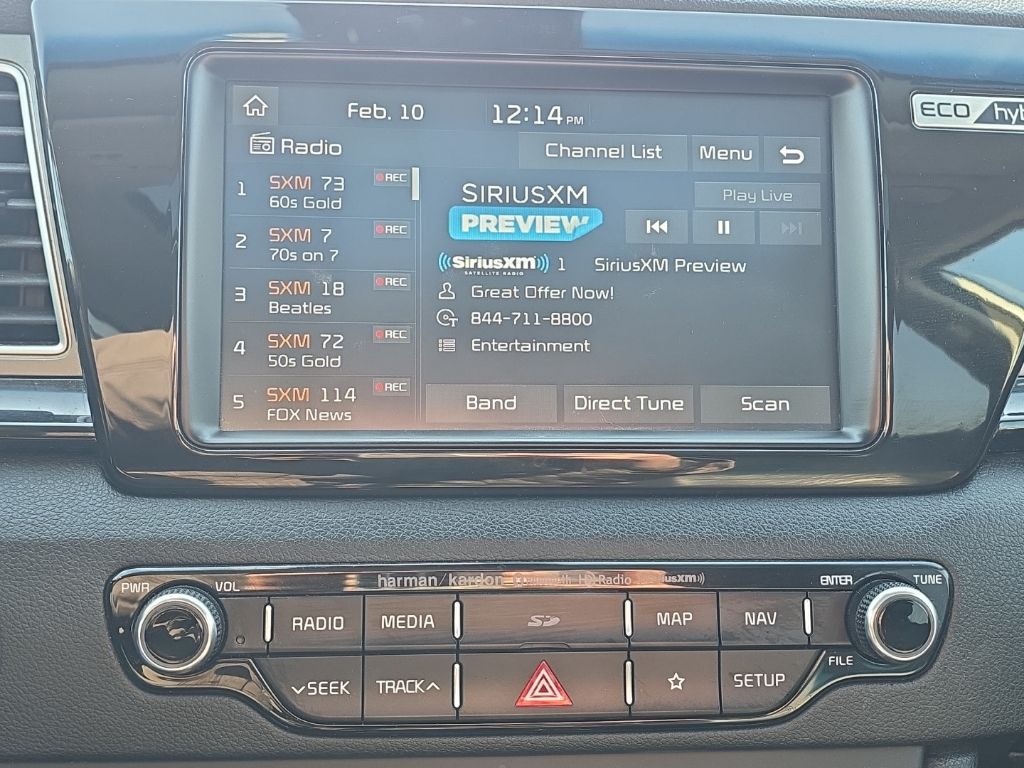 Feb. 10 12:14 PM
ECO hyb
Radio
Channel List Menu
1 SXM 73 REC
60s Gold
2 SXM 7 REC
70s on 7
3 SXM 18 REC
Beatles
4 SXM 72 REC
50s Gold
5 SXM 114 REC
FOX News
SIRIUSXM
PREVIEW
Play Live
((SiriusXM)) 1 SiriusXM Preview
SATELLITE RADIO
Great Offer Now!
844-711-8800
Entertainment
Band Direct Tune Scan
harman/kardon HD Radio SiriusXM))
PWR VOL ENTER TUNE
RADIO MEDIA SD MAP NAV
FILE
SEEK TRACK SETUP